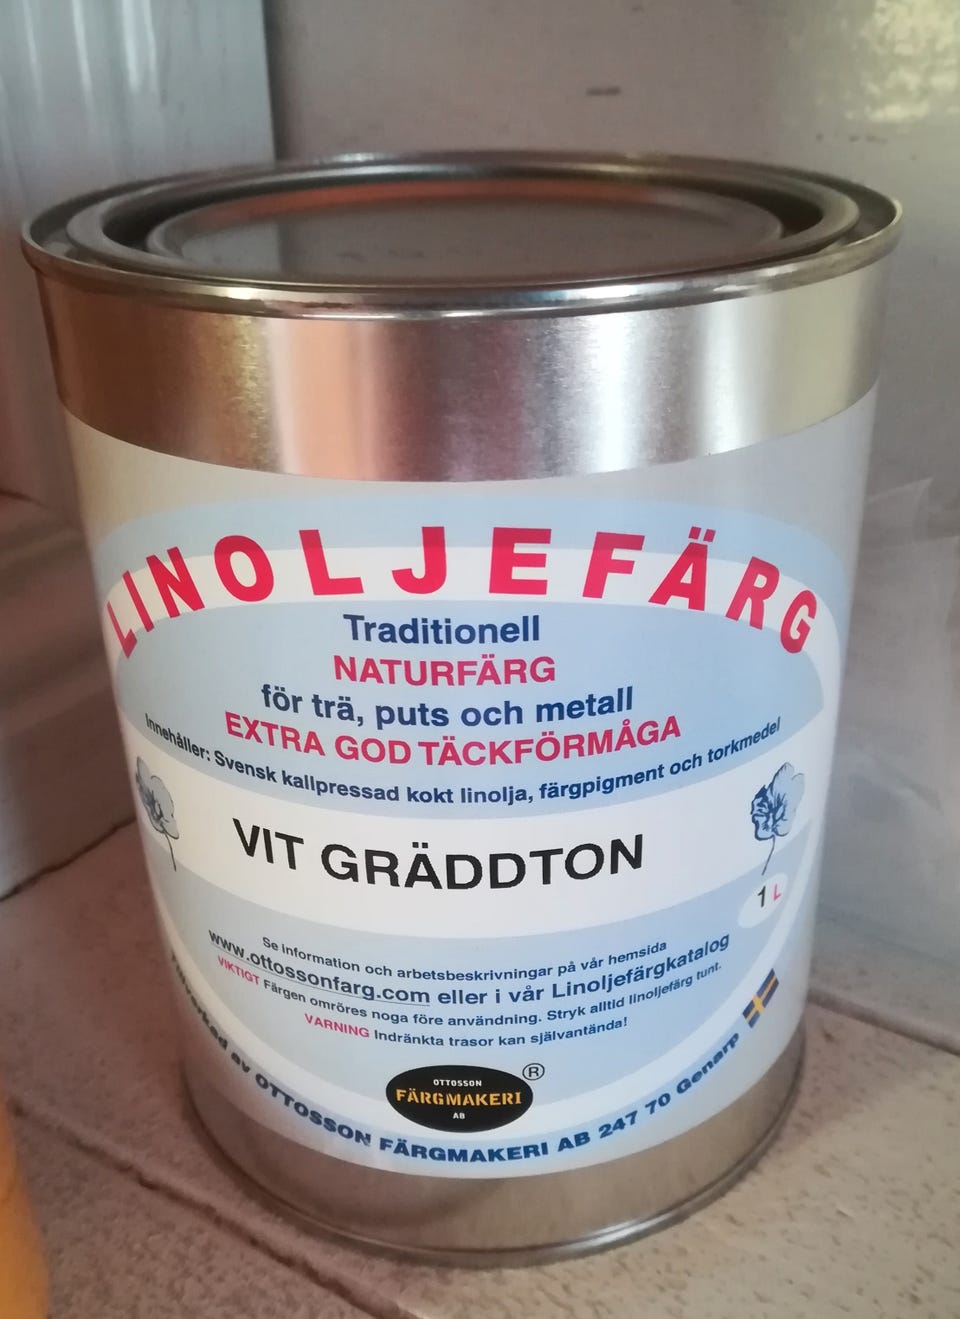 LINOLJEFÄRG
Traditionell
NATURFÄRG
för trä, puts och metall
EXTRA GOD TÄCKFÖRMÅGA
Innehåller: Svensk kallpressad kokt linolja, färgpigment och torkmedel
VIT GRÄDDTON
1 L
Se information och arbetsbeskrivningar på vår hemsida
www.ottossonfarg.com eller i vår Linoljefärgkatalog
VIKTIGT Färgen omröres noga före användning. Stryk alltid linoljefärg tunt.
VARNING Indränkta trasor kan självantända!
OTTOSSON
FÄRGMAKERI
AB
®
av OTTOSSON FÄRGMAKERI AB 247 70 Genarp